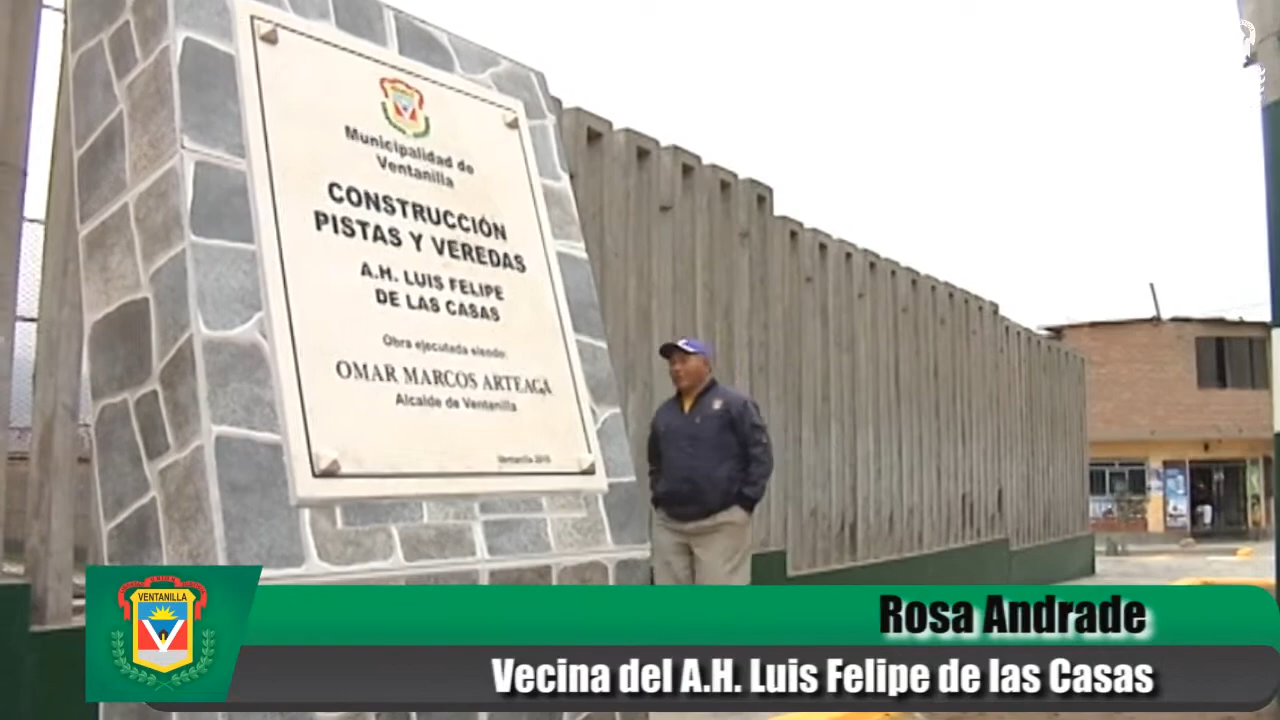 Municipalidad de
Ventanilla
CONSTRUCCIÓN
PISTAS Y VEREDAS
A.H. LUIS FELIPE
DE LAS CASAS
Obra ejecutada siendo:
OMAR MARCOS ARTEAGA
Alcalde de Ventanilla
VENTANILLA
Rosa Andrade
Vecina del A.H. Luis Felipe de las Casas